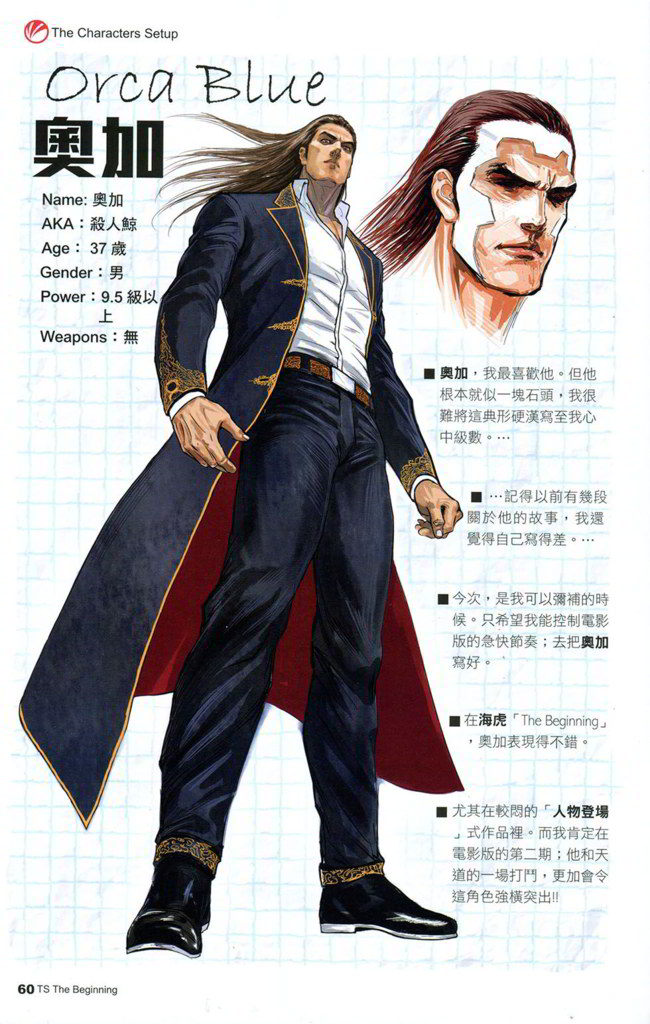 The Characters Setup
Orca Blue
奧加
Name: 奧加
AKA：殺人鯨
Age： 37 歲
Gender：男
Power：9.5 級以
上
Weapons：無
■ 奧加，我最喜歡他。但他
根本就似一塊石頭，我很
難將這典形硬漢寫至我心
中級數。…
■ …記得以前有幾段
關於他的故事，我還
覺得自己寫得差。…
■ 今次，是我可以彌補的時
候。只希望我能控制電影
版的急快節奏；去把奧加
寫好。
■ 在海虎「The Beginning」
，奧加表現得不錯。
■ 尤其在較悶的「人物登場
」式作品裡。而我肯定在
電影版的第二期；他和天
道的一場打鬥，更加會令
這角色強橫突出!!
60 TS The Beginning